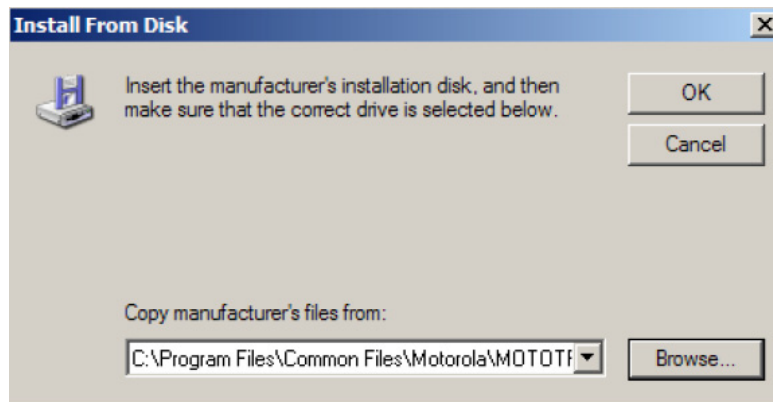 Install From Disk
Insert the manufacturer's installation disk, and then
make sure that the correct drive is selected below.
OK
Cancel
Copy manufacturer's files from:
C:\Program Files\Common Files\Motorola\MOTOTF
Browse...